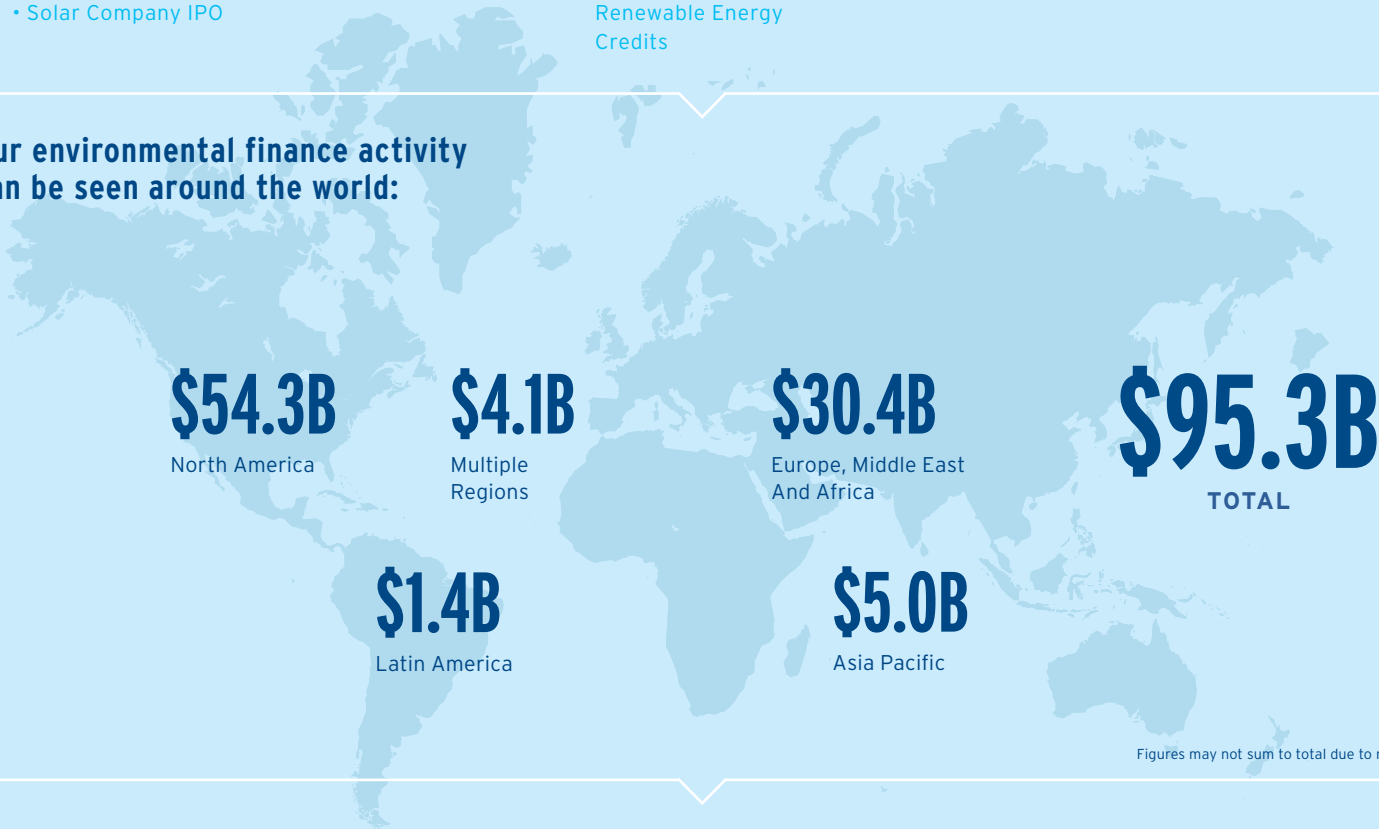 • Solar Company IPO
Renewable Energy
Credits
ur environmental finance activity
an be seen around the world:
$54.3B
North America
$4.1B
Multiple
Regions
$30.4B
Europe, Middle East
And Africa
$95.3B
TOTAL
$1.4B
Latin America
$5.0B
Asia Pacific
Figures may not sum to total due to